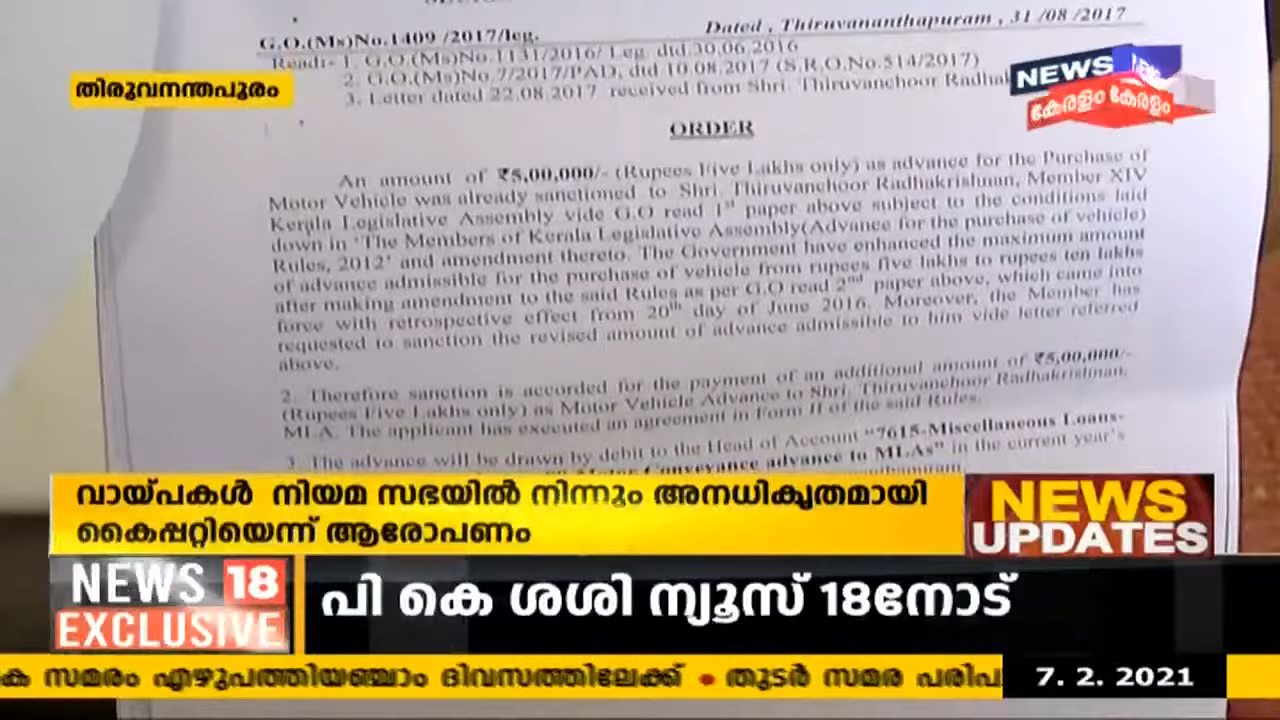 Dated , Thiruvananthapuram , 31 /08 /2017
G.O.(Ms)No.1409 /2017/leg.
Read:- 1. G.O.(Ms)No.1131/2016/ Leg. dtd.30.06.2016
2. G.O.(Ms)No.7/2017/PAD, dtd 10.08.2017 (S.R.O.No.514/2017)
3. Letter dated 22.08.2017 received from Shri. Thiruvanchoor
തിരുവനന്തപുരം
NEWS
കേരളം കേരളം
ORDER
An amount of ₹5,00,000/- (Rupees Five Lakhs only) as advance for the Purchase of
Motor Vehicle was already sanctioned to Shri. Thiruvanchoor Radhakrishnan, Member XIV
Kerala Legislative Assembly vide G.O read 1st paper above subject to the conditions laid
down in 'The Members of Kerala Legislative Assembly(Advance for the purchase of vehicle)
Rules, 2012' and amendment thereto. The Government have enhanced the maximum amount
of advance admissible for the purchase of vehicle from rupees five lakhs to rupees ten lakhs
after making amendment to the said Rules as per G.O read 2nd paper above, which came into
force with retrospective effect from 20th day of June 2016. Moreover, the Member has
requested to sanction the revised amount of advance admissible to him vide letter referred
above.
2. Therefore sanction is accorded for the payment of an additional amount of ₹5,00,000/-
(Rupees Five Lakhs only) as Motor Vehicle Advance to Shri. Thiruvanchoor Radhakrishnan,
MLA. The applicant has executed an agreement in Form II of the said Rules.
3. The advance will be drawn by debit to the Head of Account "7615-Miscellaneous Loans-
Motor Conveyance advance to MLAs" in the current year's
വായ്പകൾ നിയമ സഭയിൽ നിന്നും അനധികൃതമായി
കൈപ്പറ്റിയെന്ന് ആരോപണം
NEWS
UPDATES
NEWS 18
EXCLUSIVE
പി കെ ശശി ന്യൂസ് 18നോട്
സമരം എഴുപത്തിയഞ്ചാം ദിവസത്തിലേക്ക് • തുടർ സമര
7. 2. 2021